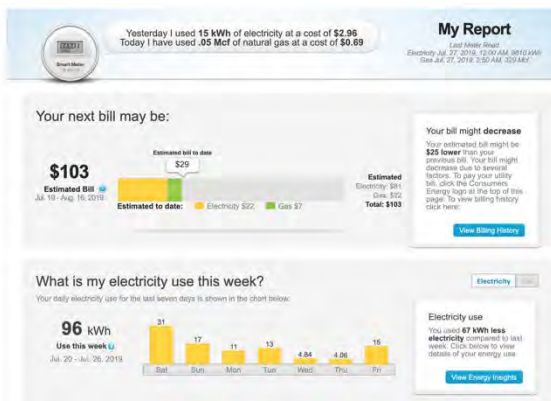 Yesterday I used 15 kWh of electricity at a cost of $2.96
Today I have used .05 Mcf of natural gas at a cost of $0.69
Smart Meter
My Report
Last Meter Read
Electricity Jul. 27, 2019, 12:00 AM, 9610 kWh
Gas Jul. 27, 2019, 3:50 AM, 329 Mcf
Your next bill may be:
$103
Estimated Bill
Jul. 19 - Aug. 16, 2019
Estimated bill to date
$29
Estimated to date: Electricity $22 Gas $7
Estimated
Electricity: $81
Gas: $22
Total: $103
Your bill might decrease
Your estimated bill might be
$25 lower than your
previous bill. Your bill might
decrease due to several
factors. To pay your utility
bill, click the Consumers
Energy logo at the top of this
page. To view billing history
click here:
View Billing History
What is my electricity use this week?
Your daily electricity use for the last seven days is shown in the chart below.
Electricity
96 kWh
Use this week
Jul. 20 - Jul. 26, 2019
31 17 11 13 4.84 4.06 15
Sat Sun Mon Tue Wed Thu Fri
Electricity use
You used 67 kWh less
electricity compared to last
week. Click below to view
details of your energy use.
View Energy Insights